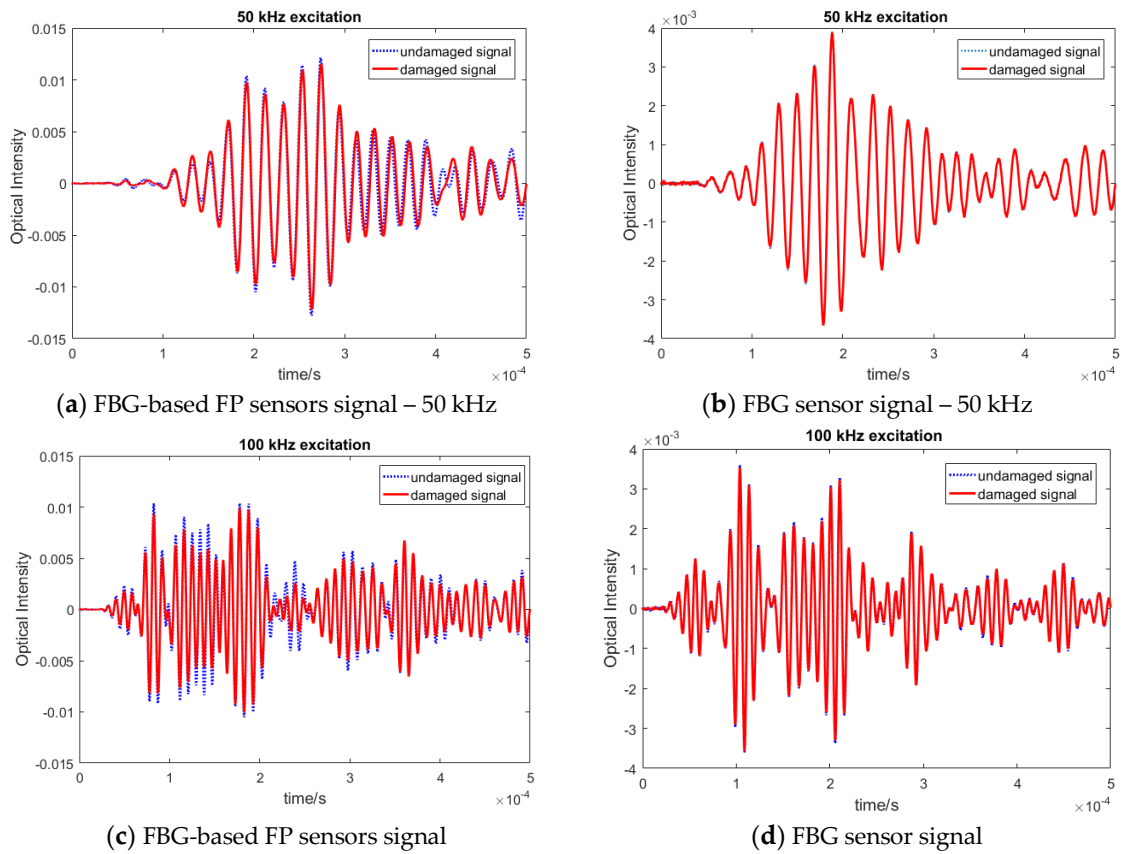 50 kHz excitation
0.015
0.01
0.005
0
-0.005
-0.01
-0.015
Optical Intensity
undamaged signal
damaged signal
0 1 2 3 4 5
time/s
×10⁻⁴
(a) FBG-based FP sensors signal – 50 kHz
50 kHz excitation
×10⁻³
4
3
2
1
0
-1
-2
-3
-4
Optical Intensity
undamaged signal
damaged signal
0 1 2 3 4 5
time/s
×10⁻⁴
(b) FBG sensor signal – 50 kHz
100 kHz excitation
0.015
0.01
0.005
0
-0.005
-0.01
-0.015
Optical Intensity
undamaged signal
damaged signal
0 1 2 3 4 5
time/s
×10⁻⁴
(c) FBG-based FP sensors signal
100 kHz excitation
×10⁻³
4
3
2
1
0
-1
-2
-3
-4
Optical Intensity
undamaged signal
damaged signal
0 1 2 3 4 5
time/s
×10⁻⁴
(d) FBG sensor signal